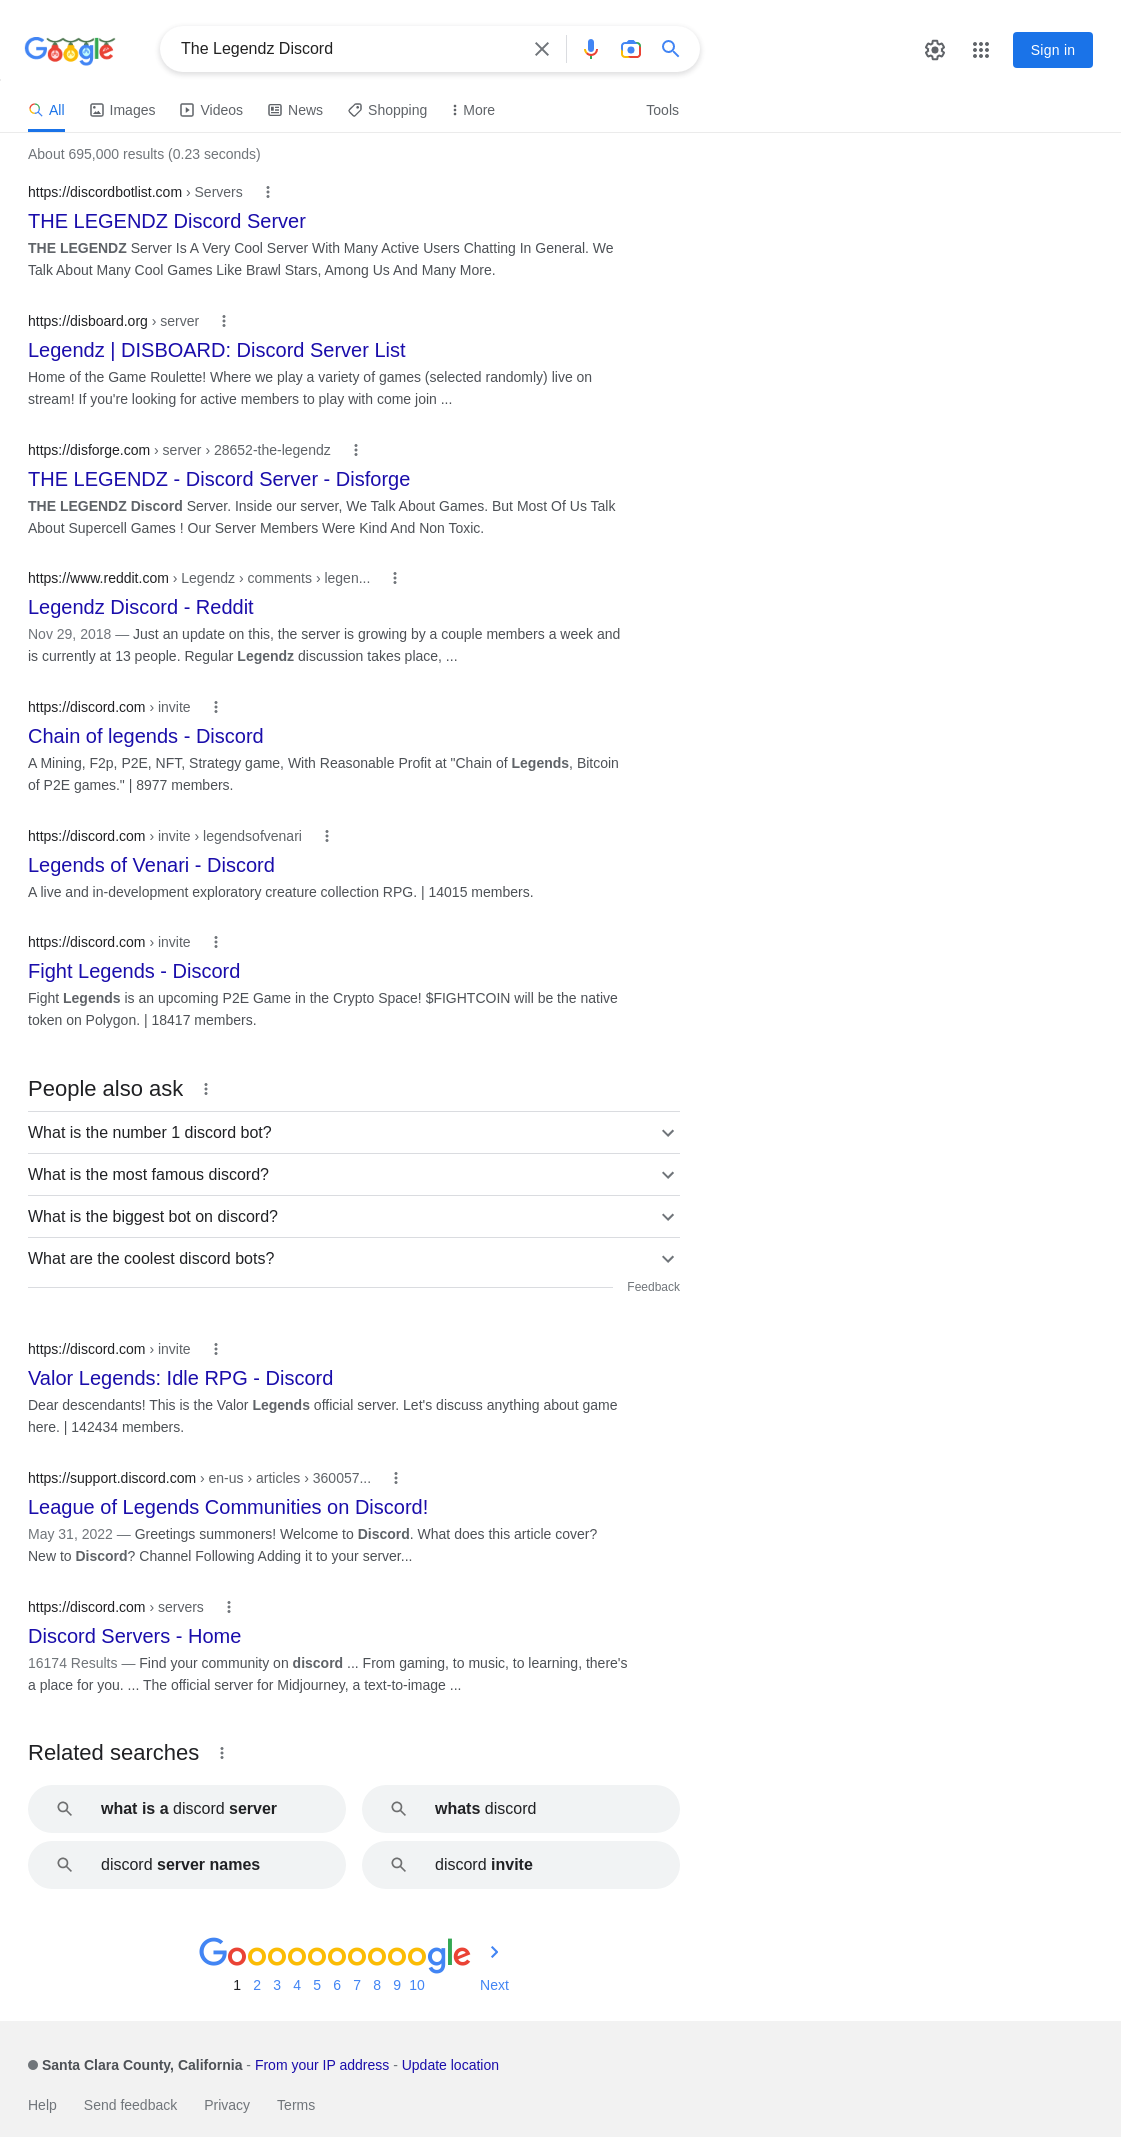 Google
The Legendz Discord
Sign in
All
Images
Videos
News
Shopping
More
Tools
About 695,000 results (0.23 seconds)
https://discordbotlist.com › Servers
THE LEGENDZ Discord Server
THE LEGENDZ Server Is A Very Cool Server With Many Active Users Chatting In General. We
Talk About Many Cool Games Like Brawl Stars, Among Us And Many More.
https://disboard.org › server
Legendz | DISBOARD: Discord Server List
Home of the Game Roulette! Where we play a variety of games (selected randomly) live on
stream! If you're looking for active members to play with come join ...
https://disforge.com › server › 28652-the-legendz
THE LEGENDZ - Discord Server - Disforge
THE LEGENDZ Discord Server. Inside our server, We Talk About Games. But Most Of Us Talk
About Supercell Games ! Our Server Members Were Kind And Non Toxic.
https://www.reddit.com › Legendz › comments › legen...
Legendz Discord - Reddit
Nov 29, 2018 — Just an update on this, the server is growing by a couple members a week and
is currently at 13 people. Regular Legendz discussion takes place, ...
https://discord.com › invite
Chain of legends - Discord
A Mining, F2p, P2E, NFT, Strategy game, With Reasonable Profit at "Chain of Legends, Bitcoin
of P2E games." | 8977 members.
https://discord.com › invite › legendsofvenari
Legends of Venari - Discord
A live and in-development exploratory creature collection RPG. | 14015 members.
https://discord.com › invite
Fight Legends - Discord
Fight Legends is an upcoming P2E Game in the Crypto Space! $FIGHTCOIN will be the native
token on Polygon. | 18417 members.
People also ask
What is the number 1 discord bot?
What is the most famous discord?
What is the biggest bot on discord?
What are the coolest discord bots?
Feedback
https://discord.com › invite
Valor Legends: Idle RPG - Discord
Dear descendants! This is the Valor Legends official server. Let's discuss anything about game
here. | 142434 members.
https://support.discord.com › en-us › articles › 360057...
League of Legends Communities on Discord!
May 31, 2022 — Greetings summoners! Welcome to Discord. What does this article cover?
New to Discord? Channel Following Adding it to your server...
https://discord.com › servers
Discord Servers - Home
16174 Results — Find your community on discord ... From gaming, to music, to learning, there's
a place for you. ... The official server for Midjourney, a text-to-image ...
Related searches
what is a discord server
whats discord
discord server names
discord invite
Goooooooooogle
1 2 3 4 5 6 7 8 9 10 Next
Santa Clara County, California - From your IP address - Update location
Help Send feedback Privacy Terms